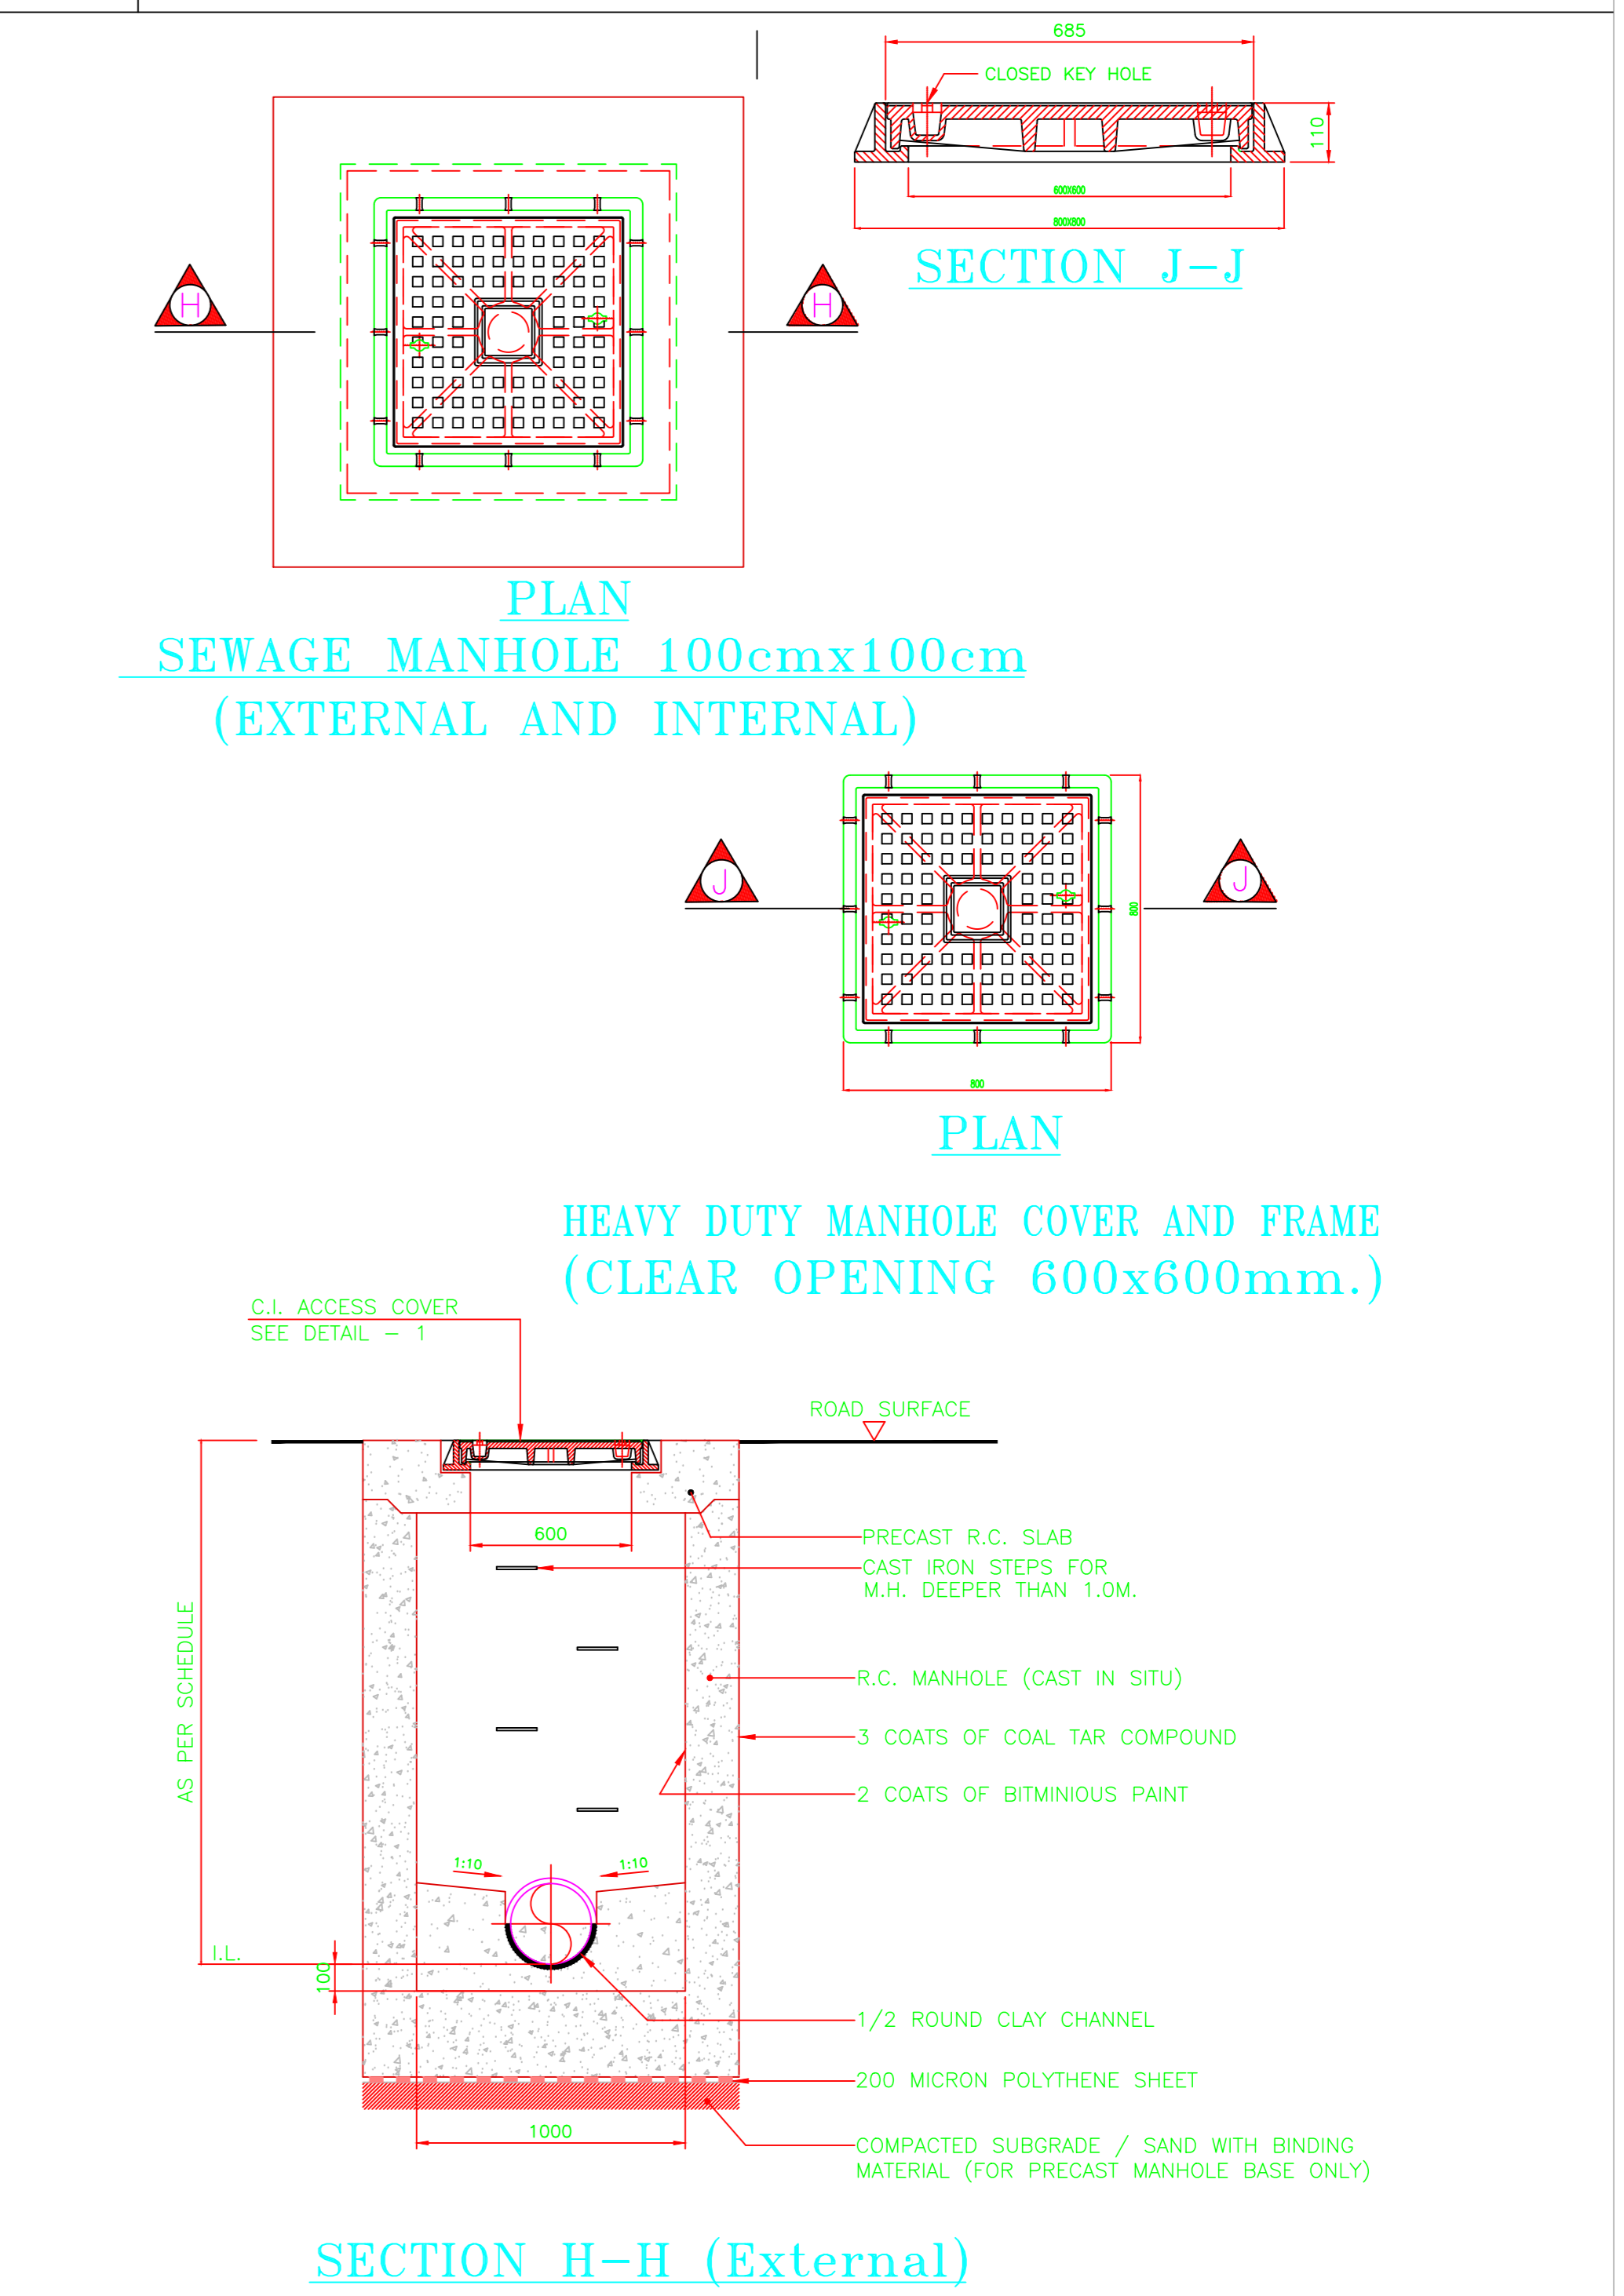 685
CLOSED KEY HOLE
110
600X600
800X800
SECTION J-J
H
H
PLAN
SEWAGE MANHOLE 100cmx100cm
(EXTERNAL AND INTERNAL)
J
J
800
800
PLAN
HEAVY DUTY MANHOLE COVER AND FRAME
(CLEAR OPENING 600x600mm.)
C.I. ACCESS COVER
SEE DETAIL - 1
ROAD SURFACE
600
PRECAST R.C. SLAB
CAST IRON STEPS FOR
M.H. DEEPER THAN 1.0M.
AS PER SCHEDULE
R.C. MANHOLE (CAST IN SITU)
3 COATS OF COAL TAR COMPOUND
2 COATS OF BITMINIOUS PAINT
1:10
1:10
I.L.
100
1/2 ROUND CLAY CHANNEL
200 MICRON POLYTHENE SHEET
1000
COMPACTED SUBGRADE / SAND WITH BINDING
MATERIAL (FOR PRECAST MANHOLE BASE ONLY)
SECTION H-H (External)